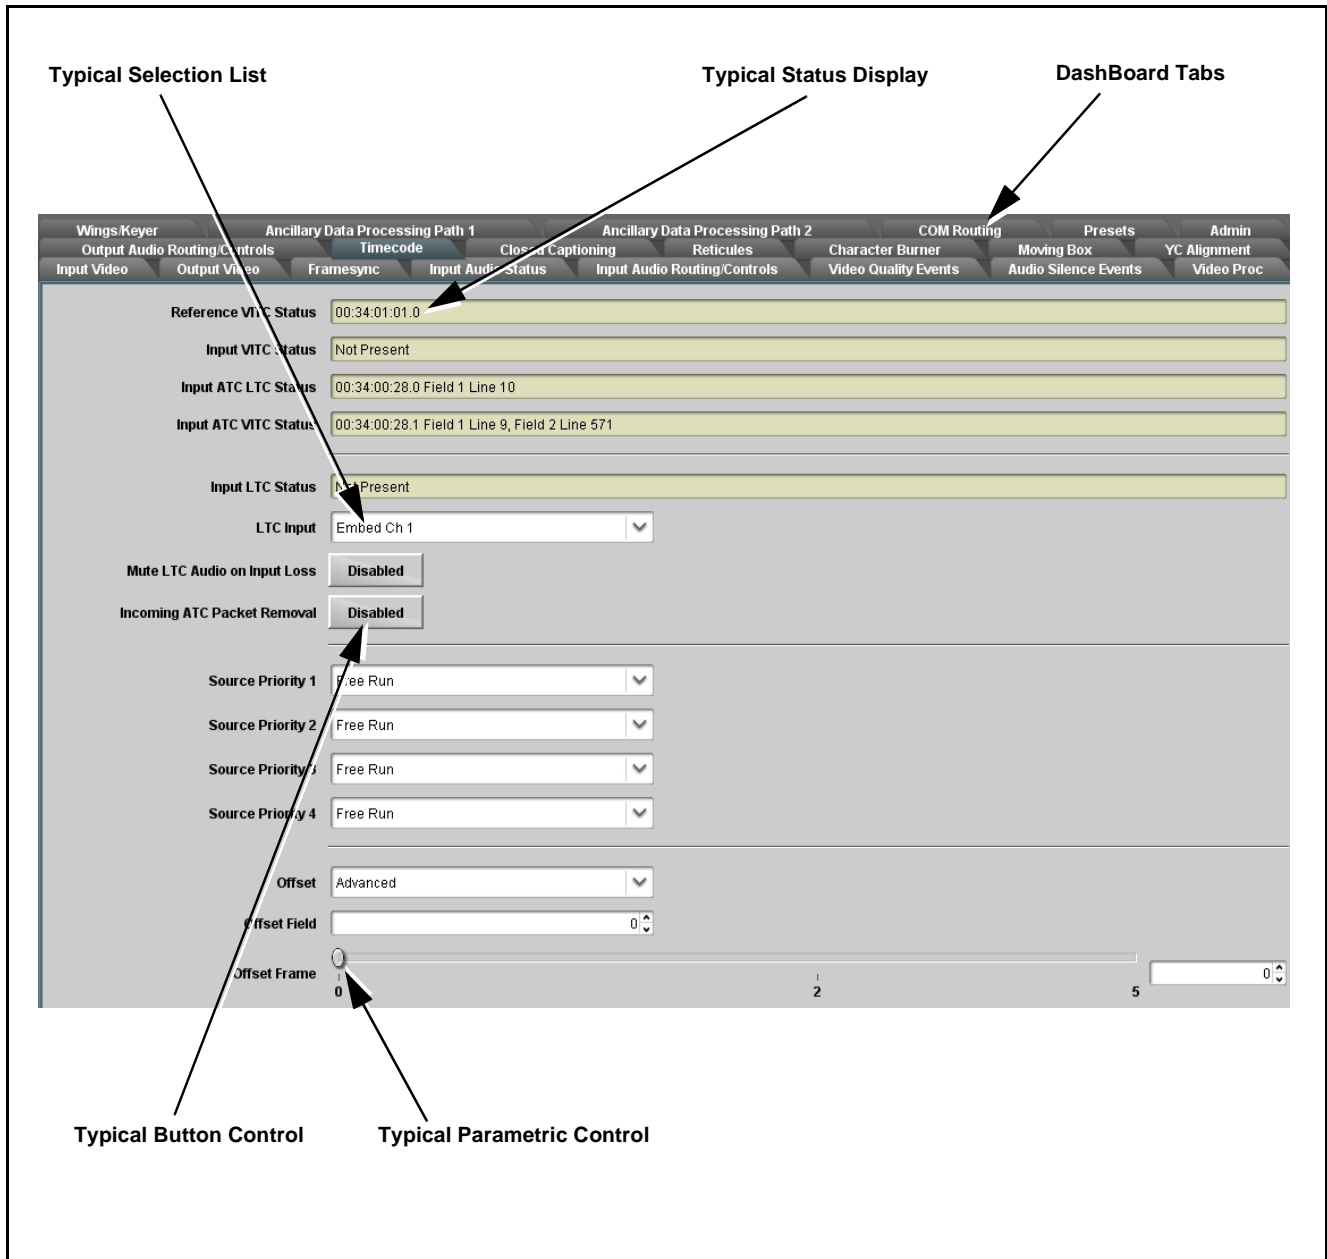 Typical Selection List
Typical Status Display
DashBoard Tabs
Wings/Keyer Ancillary Data Processing Path 1 Ancillary Data Processing Path 2 COM Routing Presets Admin
Output Audio Routing/Controls Timecode Closed Captioning Reticules Character Burner Moving Box YC Alignment
Input Video Output Video Framesync Input Audio Status Input Audio Routing/Controls Video Quality Events Audio Silence Events Video Proc
Reference VITC Status 00:34:01:01.0
Input VITC Status Not Present
Input ATC LTC Status 00:34:00:28.0 Field 1 Line 10
Input ATC VITC Status 00:34:00:28.1 Field 1 Line 9, Field 2 Line 571
Input LTC Status Not Present
LTC Input Embed Ch 1
Mute LTC Audio on Input Loss Disabled
Incoming ATC Packet Removal Disabled
Source Priority 1 Free Run
Source Priority 2 Free Run
Source Priority 3 Free Run
Source Priority 4 Free Run
Offset Advanced
Offset Field 0
Offset Frame 0
0 2 5
Typical Button Control
Typical Parametric Control